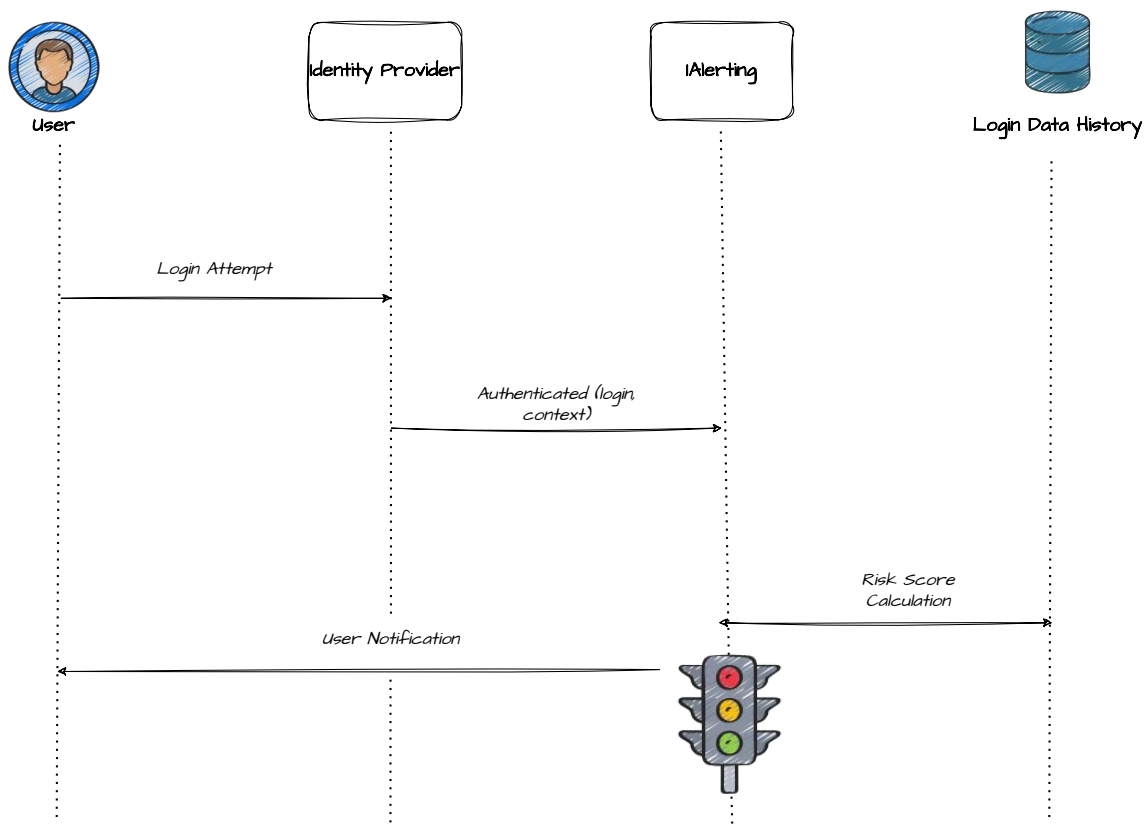 Identity Provider
IAlerting
User
Login Data History
Login Attempt
Authenticated (login,
context)
Risk Score
Calculation
User Notification